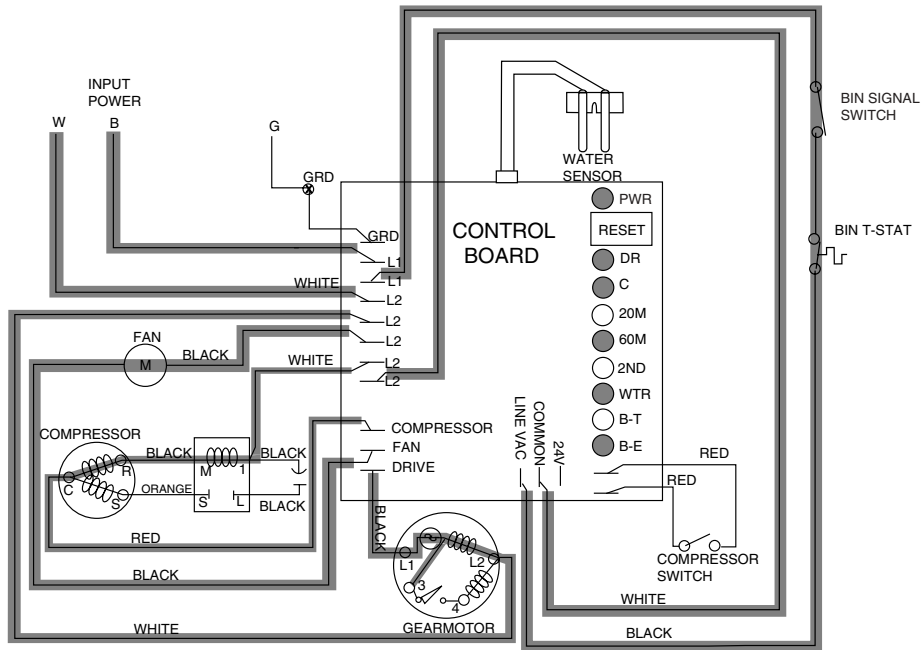 INPUT
POWER
W
B
G
GRD
WATER
SENSOR
BIN SIGNAL
SWITCH
BIN T-STAT
CONTROL
BOARD
PWR
RESET
DR
C
20M
60M
2ND
WTR
B-T
B-E
GRD
L1
L1
WHITE
L2
L2
L2
FAN
M
BLACK
WHITE
L2
L2
COMPRESSOR
FAN
DRIVE
LINE VAC
COMMON
24V
COMPRESSOR
R
C
S
BLACK
ORANGE
M
1
S
L
BLACK
BLACK
RED
BLACK
WHITE
BLACK
L1
L2
3
4
GEARMOTOR
RED
RED
COMPRESSOR
SWITCH
WHITE
BLACK